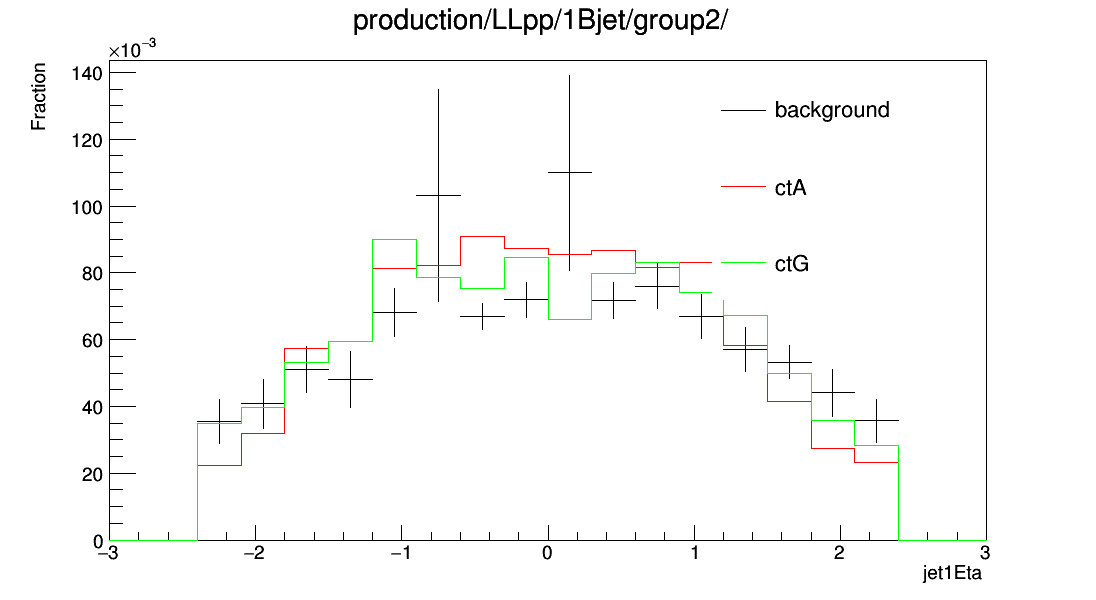 production/LLpp/1Bjet/group2/
×10⁻³
Fraction
140
120
100
80
60
40
20
0
background
ctA
ctG
−3
−2
−1
0
1
2
3
jet1Eta